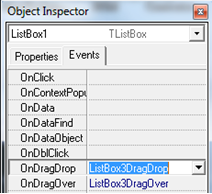 Object Inspector
ListBox1 TListBox
Properties Events
OnClick
OnContextPopu
OnData
OnDataFind
OnDataObject
OnDblClick
OnDragDrop ListBox3DragDrop
OnDragOver ListBox3DragOver